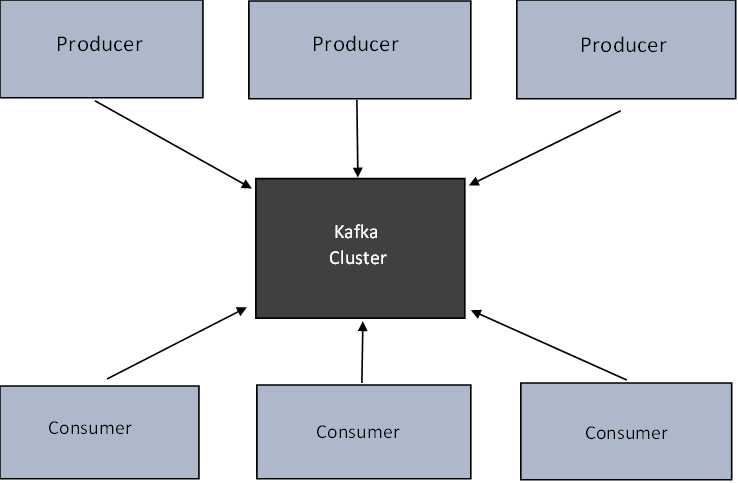 Producer
Producer
Producer
Kafka
Cluster
Consumer
Consumer
Consumer